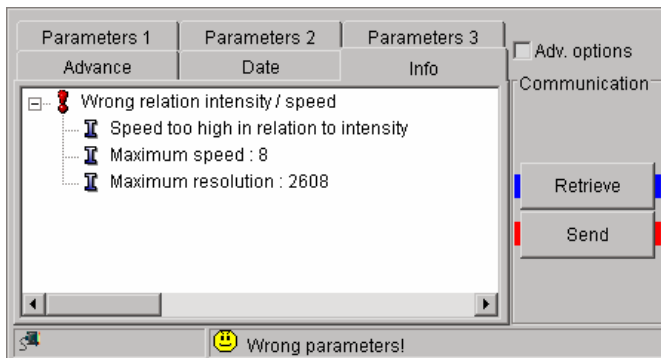 Parameters 1 Parameters 2 Parameters 3
Adv. options
Advance Date Info
Communication
Wrong relation intensity / speed
Speed too high in relation to intensity
Maximum speed : 8
Maximum resolution : 2608
Retrieve
Send
Wrong parameters!